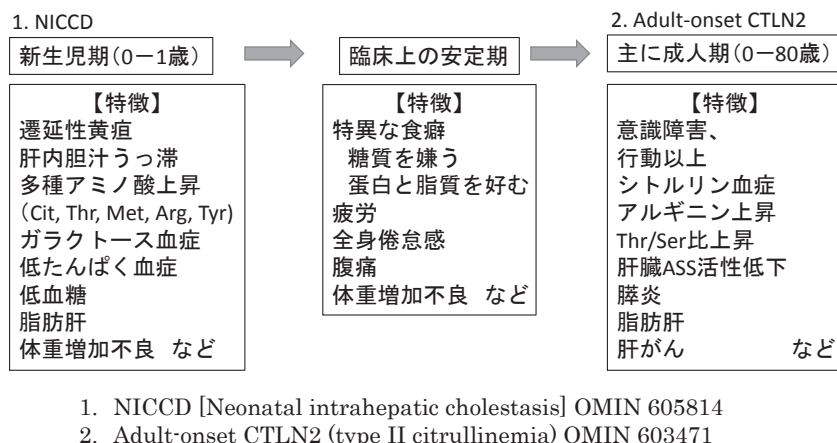 1. NICCD
新生児期(0－1歳)
【特徴】
遷延性黄疸
肝内胆汁うっ滞
多種アミノ酸上昇
(Cit, Thr, Met, Arg, Tyr)
ガラクトース血症
低たんぱく血症
低血糖
脂肪肝
体重増加不良 など
臨床上の安定期
【特徴】
特異な食癖
糖質を嫌う
蛋白と脂質を好む
疲労
全身倦怠感
腹痛
体重増加不良 など
2. Adult-onset CTLN2
主に成人期(0－80歳)
【特徴】
意識障害、
行動以上
シトルリン血症
アルギニン上昇
Thr/Ser比上昇
肝臓ASS活性低下
膵炎
脂肪肝
肝がん など
1. NICCD [Neonatal intrahepatic cholestasis] OMIN 605814
2. Adult-onset CTLN2 (type II citrullinemia) OMIN 603471